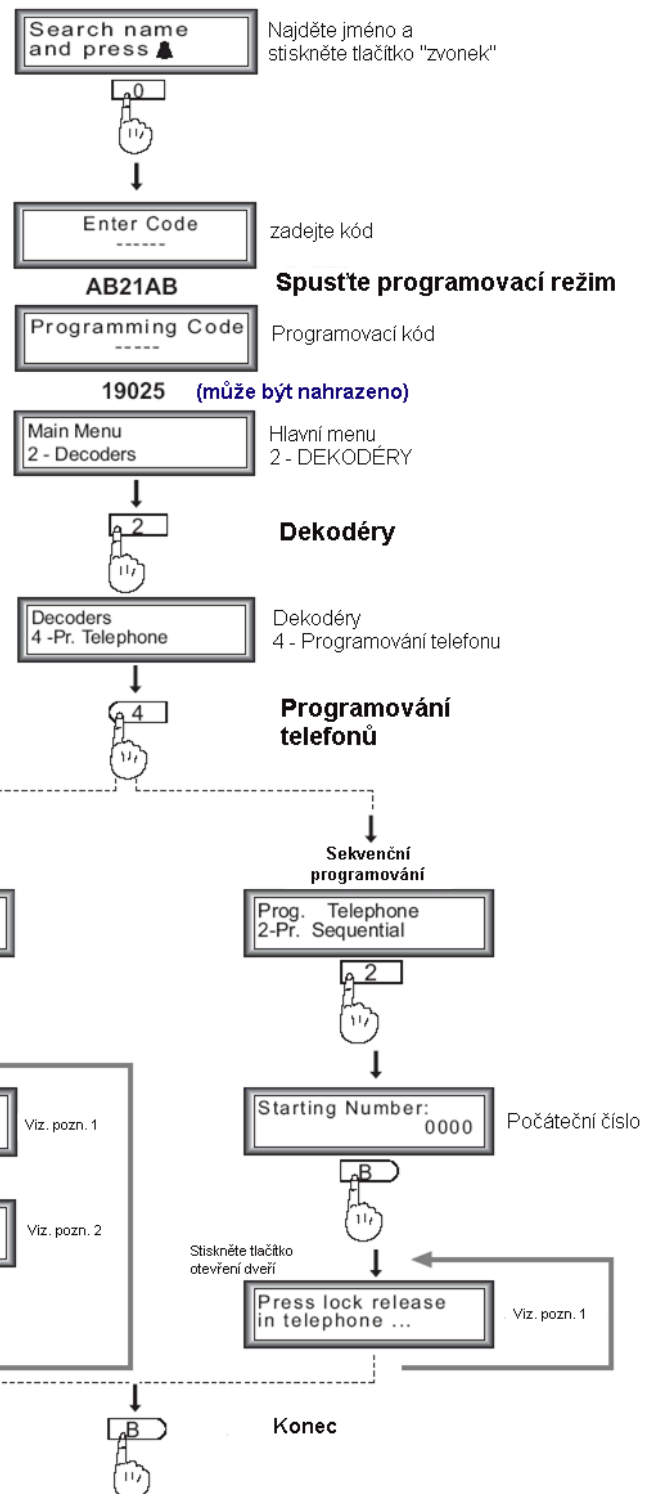 Search name
and press
Najděte jméno a
stiskněte tlačítko "zvonek"
0
Enter Code
------
zadejte kód
AB21AB
Spusťte programovací režim
Programming Code
-----
Programovací kód
19025 (může být nahrazeno)
Main Menu
2 - Decoders
Hlavní menu
2 - DEKODÉRY
2
Dekodéry
Decoders
4 -Pr. Telephone
Dekodéry
4 - Programování telefonu
4
Programování
telefonů
Sekvenční
programování
Prog. Telephone
2-Pr. Sequential
2
Viz. pozn. 1
Starting Number:
0000
Počáteční číslo
B
Viz. pozn. 2
Stiskněte tlačítko
otevření dveří
Press lock release
in telephone ...
Viz. pozn. 1
B
Konec